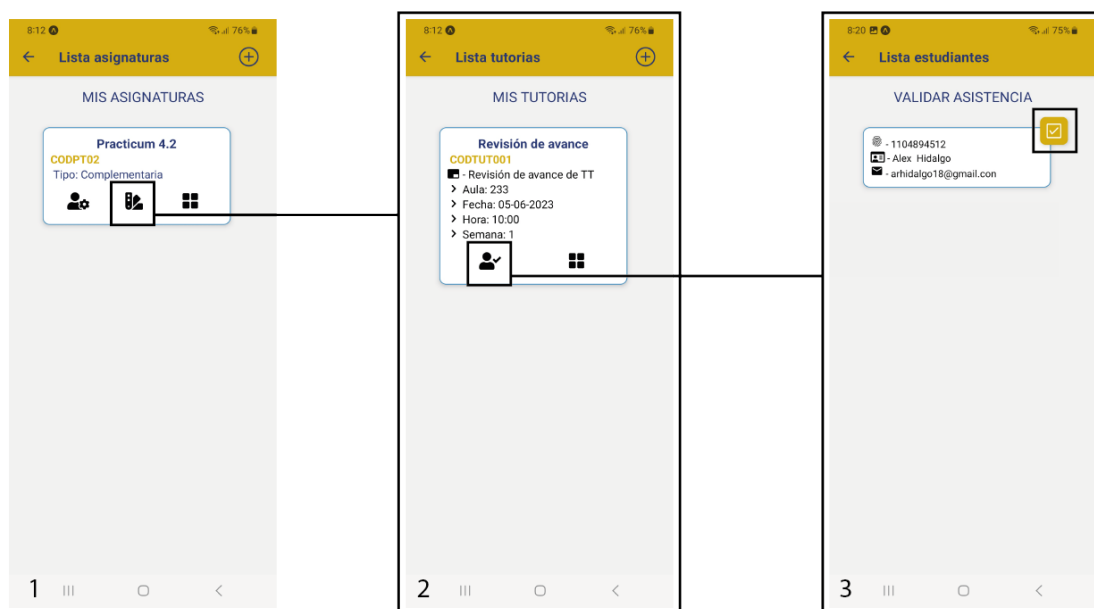 8:12
76%
Lista asignaturas
MIS ASIGNATURAS
Practicum 4.2
CODPT02
Tipo: Complementaria
1
8:12
76%
Lista tutorias
MIS TUTORIAS
Revisión de avance
CODTUT001
- Revisión de avance de TT
Aula: 233
Fecha: 05-06-2023
Hora: 10:00
Semana: 1
2
8:20
75%
Lista estudiantes
VALIDAR ASISTENCIA
- 1104894512
- Alex Hidalgo
- arhidalgo18@gmail.con
3